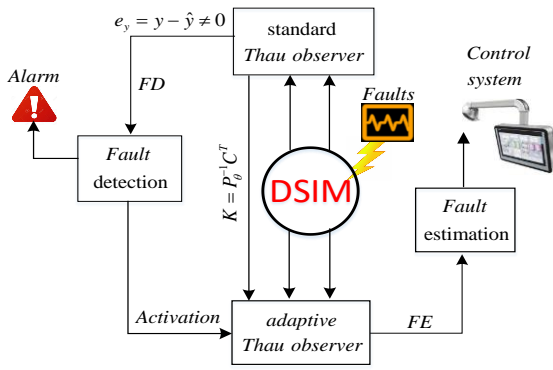 e_y = y − ŷ ≠ 0
standard
Thau observer
Control
system
Alarm
FD
Faults
Fault
detection
K = P_θ^{-1} C^T
DSIM
Fault
estimation
Activation
adaptive
Thau observer
FE